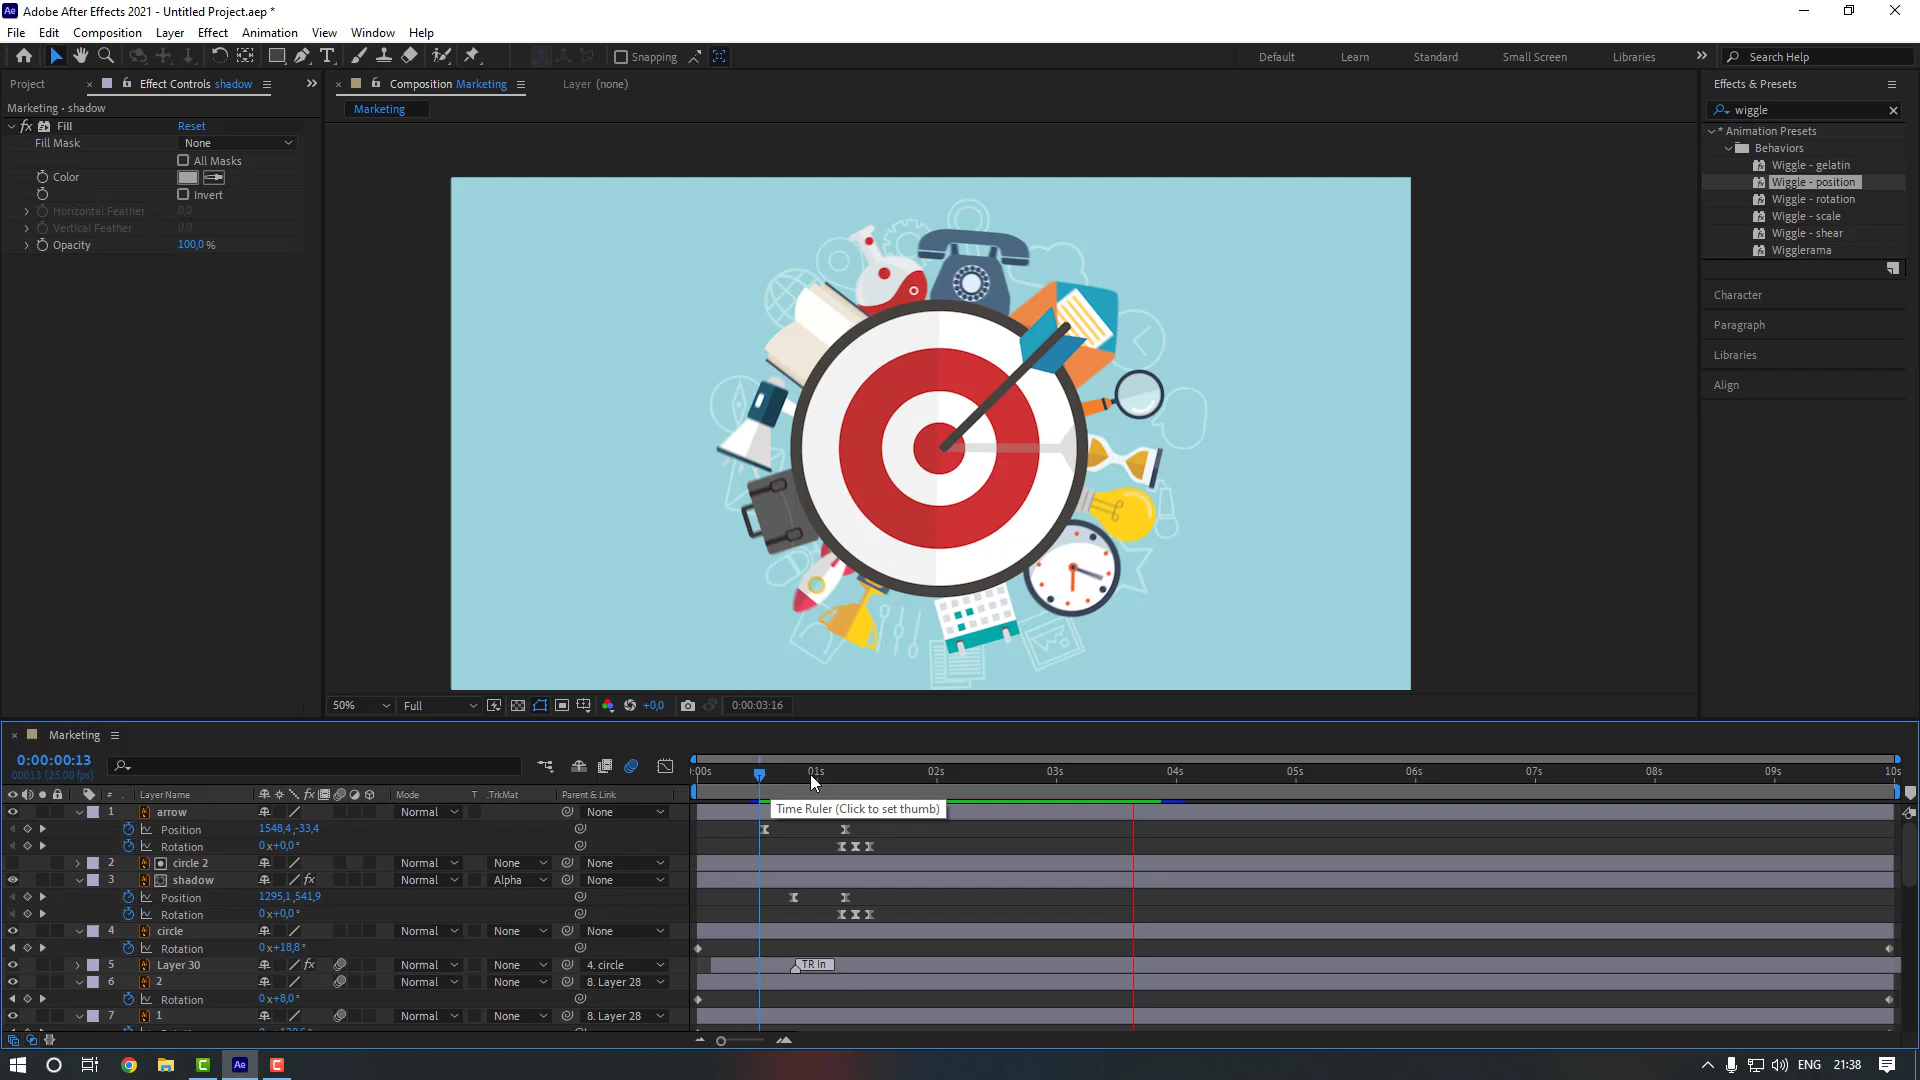 Adobe After Effects 2021 - Untitled Project.aep *
File Edit Composition Layer Effect Animation View Window Help
Snapping Default Learn Standard Small Screen Libraries Search Help
Project Effect Controls shadow
Composition Marketing Layer (none)
Effects & Presets
Marketing • shadow
Marketing
wiggle
fx Fill Reset
Fill Mask None
All Masks
Color
Invert
Horizontal Feather 0,0
Vertical Feather 0,0
Opacity 100,0 %
* Animation Presets
Behaviors
Wiggle - gelatin
Wiggle - position
Wiggle - rotation
Wiggle - scale
Wiggle - shear
Wigglerama
Character
Paragraph
Libraries
Align
50% Full +0,0 0:00:03:16
Marketing
0:00:00:13
00013 (25.00 fps)
:00s 01s 02s 03s 04s 05s 06s 07s 08s 09s 10s
# Layer Name fx Mode T .TrkMat Parent & Link
Time Ruler (Click to set thumb)
1 arrow Normal None
Position 1548,4,-33,4
Rotation 0x+0,0°
2 circle 2 Normal None None
3 shadow fx Normal Alpha None
Position 1295,1,541,9
Rotation 0x+0,0°
4 circle Normal None None
Rotation 0x+18,8°
5 Layer 30 fx Normal None 4. circle TR In
6 2 Normal None 8. Layer 28
Rotation 0x+8,0°
7 1 Normal None 8. Layer 28
Ae ENG 21:38